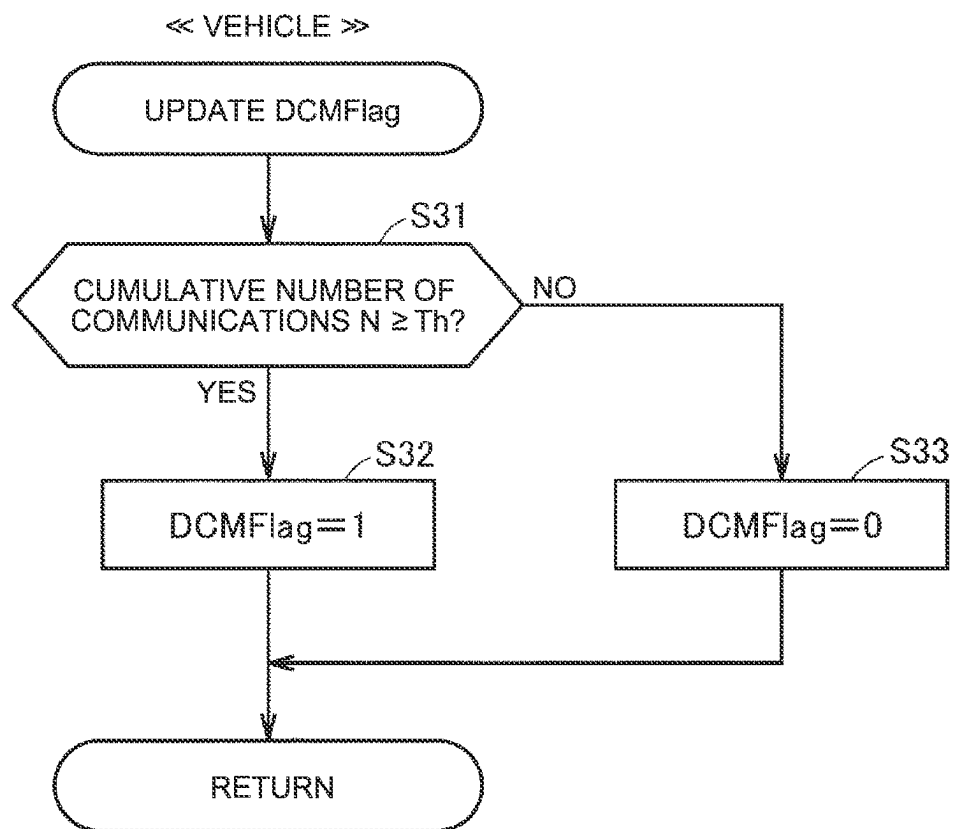 ≪ VEHICLE ≫
UPDATE DCMFlag
S31
CUMULATIVE NUMBER OF
COMMUNICATIONS N ≥ Th?
NO
YES
S32
S33
DCMFlag=1
DCMFlag=0
RETURN